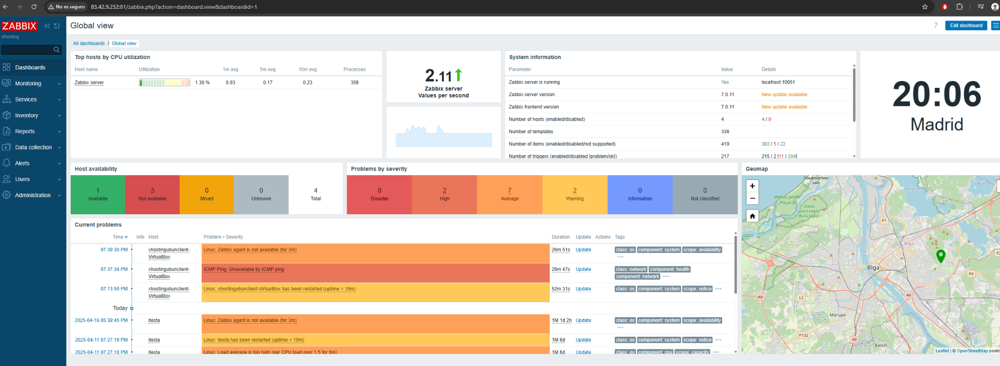 No es seguro
83.42.9.232:81/zabbix.php?action=dashboard.view&dashboardid=1
ZABBIX
xhosting
Dashboards
Monitoring
Services
Inventory
Reports
Data collection
Alerts
Users
Administration
Global view
? Edit dashboard
All dashboards / Global view
Top hosts by CPU utilization
Host name Utilization 1m avg 5m avg 15m avg Processes
Zabbix server 1.30 % 0.03 0.17 0.23 359
2.11
Zabbix server
Values per second
System information
Parameter Value Details
Zabbix server is running Yes localhost:10051
Zabbix server version 7.0.11 New update available
Zabbix frontend version 7.0.11 New update available
Number of hosts (enabled/disabled) 4 4 / 0
Number of templates 336
Number of items (enabled/disabled/not supported) 410 383 / 5 / 22
Number of triggers (enabled/disabled [problem/ok]) 217 215 / 2 [11 / 204]
20:06
Madrid
Host availability
1 Available
3 Not available
0 Mixed
0 Unknown
4 Total
Problems by severity
0 Disaster
2 High
7 Average
2 Warning
0 Information
0 Not classified
Current problems
Time Info Host Problem • Severity Duration Update Actions Tags
07:39:30 PM xhostingubunclient-VirtualBox Linux: Zabbix agent is not available (for 3m) 26m 51s Update class: os component: system scope: availability •••
07:37:34 PM xhostingubunclient-VirtualBox ICMP Ping: Unavailable by ICMP ping 28m 47s Update class: network component: health component: network •••
07:13:50 PM xhostingubunclient-VirtualBox Linux: xhostingubunclient-VirtualBox has been restarted (uptime < 10m) 52m 31s Update class: os component: system scope: notice •••
Today
2025-04-16 05:39:45 PM itesta Linux: Zabbix agent is not available (for 3m) 1M 1d 2h Update class: os component: system scope: availability •••
2025-04-11 07:27:19 PM itesta Linux: itesta has been restarted (uptime < 10m) 1M 6d Update class: os component: system scope: notice •••
2025-04-11 07:27:18 PM itesta Linux: Load average is too high (per CPU load over 1.5 for 5m) 1M 6d Update class: os component: cpu scope: capacity •••
Geomap
+
−
Daugavgrīvas sala
dabas parks "Piejūra"
Dabas piemineklis "Buļļu kāpas"
Ķīšezers
P1
Rīga
P4
Rīga
A9
L2
A6
Mārupe
P132
A8
Baloži
Leaflet | © OpenStreetMap contri